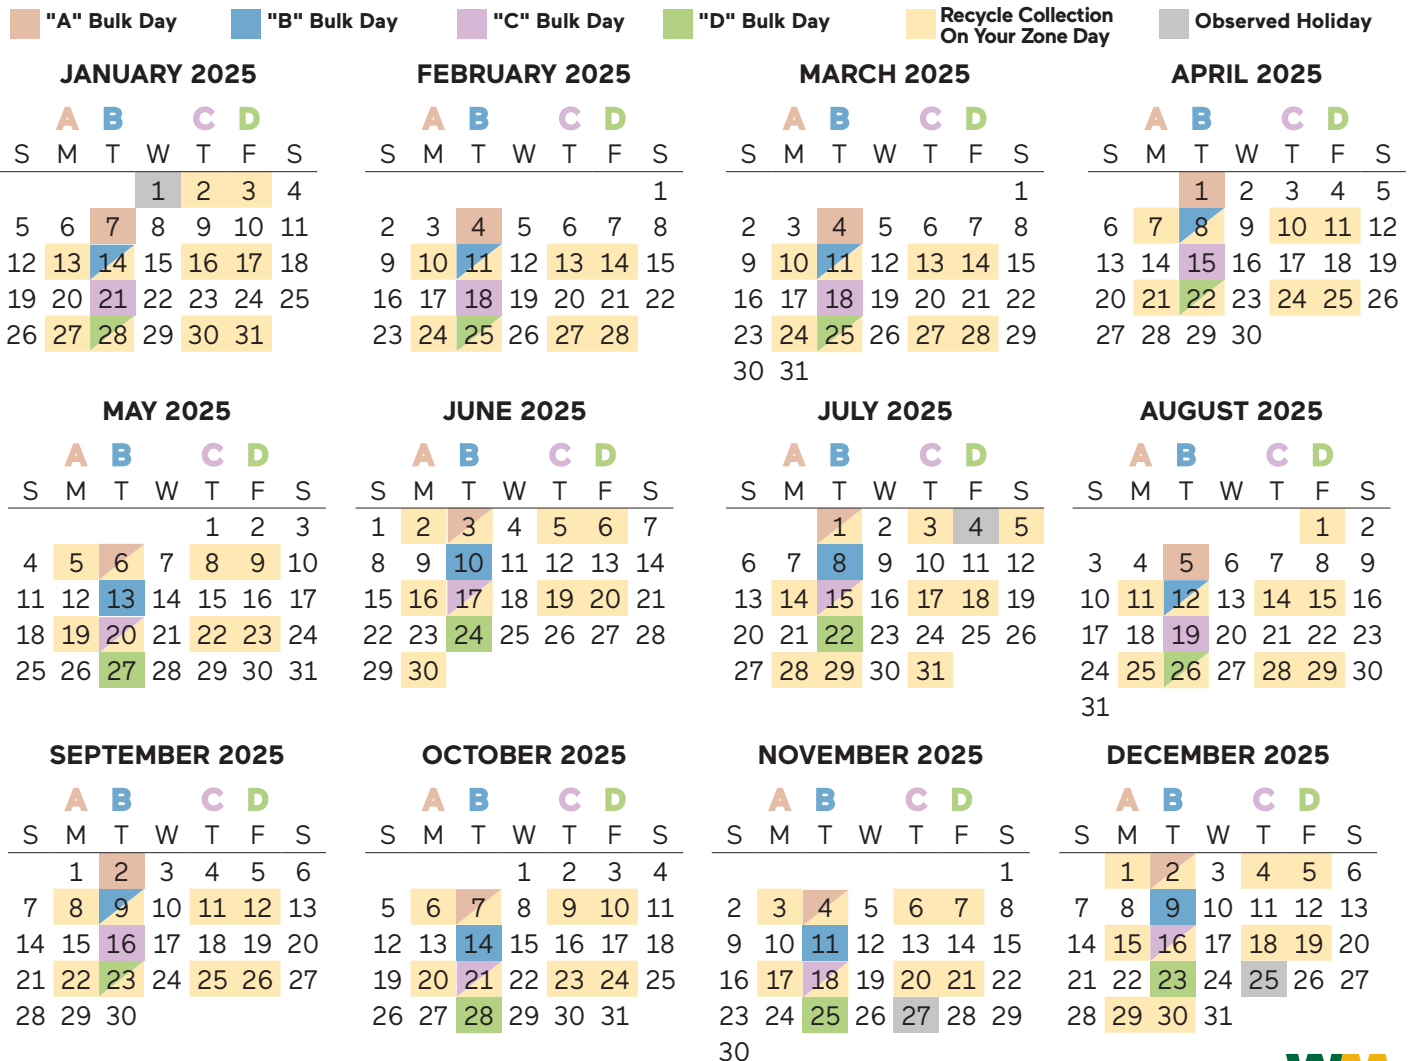 "A" Bulk Day "B" Bulk Day "C" Bulk Day "D" Bulk Day Recycle Collection On Your Zone Day Observed Holiday
JANUARY 2025
A B C D
S M T W T F S
1 2 3 4
5 6 7 8 9 10 11
12 13 14 15 16 17 18
19 20 21 22 23 24 25
26 27 28 29 30 31
FEBRUARY 2025
A B C D
S M T W T F S
1
2 3 4 5 6 7 8
9 10 11 12 13 14 15
16 17 18 19 20 21 22
23 24 25 26 27 28
MARCH 2025
A B C D
S M T W T F S
1
2 3 4 5 6 7 8
9 10 11 12 13 14 15
16 17 18 19 20 21 22
23 24 25 26 27 28 29
30 31
APRIL 2025
A B C D
S M T W T F S
1 2 3 4 5
6 7 8 9 10 11 12
13 14 15 16 17 18 19
20 21 22 23 24 25 26
27 28 29 30
MAY 2025
A B C D
S M T W T F S
1 2 3
4 5 6 7 8 9 10
11 12 13 14 15 16 17
18 19 20 21 22 23 24
25 26 27 28 29 30 31
JUNE 2025
A B C D
S M T W T F S
1 2 3 4 5 6 7
8 9 10 11 12 13 14
15 16 17 18 19 20 21
22 23 24 25 26 27 28
29 30
JULY 2025
A B C D
S M T W T F S
1 2 3 4 5
6 7 8 9 10 11 12
13 14 15 16 17 18 19
20 21 22 23 24 25 26
27 28 29 30 31
AUGUST 2025
A B C D
S M T W T F S
1 2
3 4 5 6 7 8 9
10 11 12 13 14 15 16
17 18 19 20 21 22 23
24 25 26 27 28 29 30
31
SEPTEMBER 2025
A B C D
S M T W T F S
1 2 3 4 5 6
7 8 9 10 11 12 13
14 15 16 17 18 19 20
21 22 23 24 25 26 27
28 29 30
OCTOBER 2025
A B C D
S M T W T F S
1 2 3 4
5 6 7 8 9 10 11
12 13 14 15 16 17 18
19 20 21 22 23 24 25
26 27 28 29 30 31
NOVEMBER 2025
A B C D
S M T W T F S
1
2 3 4 5 6 7 8
9 10 11 12 13 14 15
16 17 18 19 20 21 22
23 24 25 26 27 28 29
30
DECEMBER 2025
A B C D
S M T W T F S
1 2 3 4 5 6
7 8 9 10 11 12 13
14 15 16 17 18 19 20
21 22 23 24 25 26 27
28 29 30 31